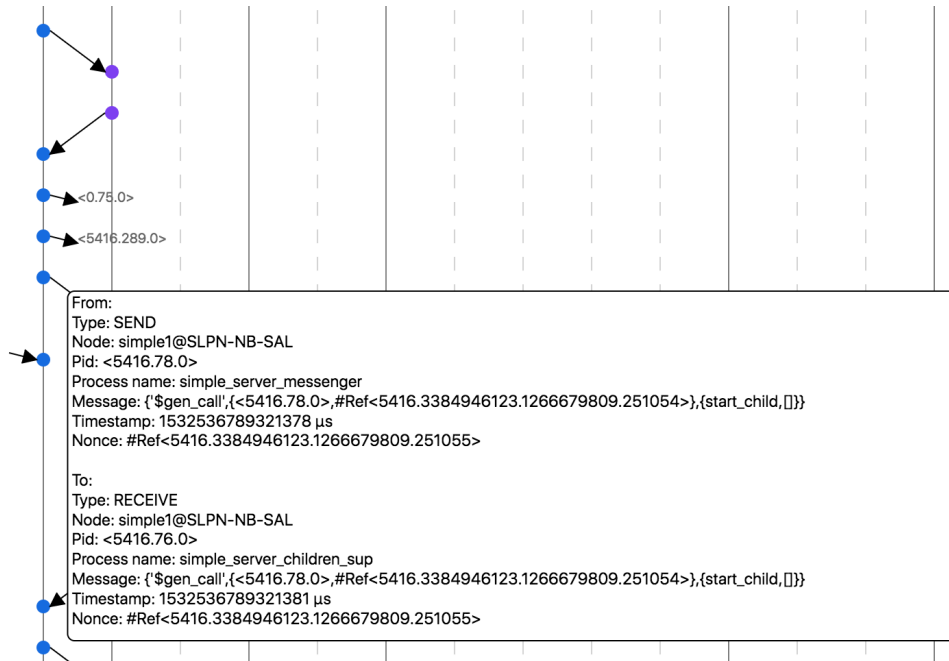 <0.75.0>
<5416.289.0>
From:
Type: SEND
Node: simple1@SLPN-NB-SAL
Pid: <5416.78.0>
Process name: simple_server_messenger
Message: {'$gen_call',{<5416.78.0>,#Ref<5416.3384946123.1266679809.251054>},{start_child,[]}}
Timestamp: 1532536789321378 µs
Nonce: #Ref<5416.3384946123.1266679809.251055>
To:
Type: RECEIVE
Node: simple1@SLPN-NB-SAL
Pid: <5416.76.0>
Process name: simple_server_children_sup
Message: {'$gen_call',{<5416.78.0>,#Ref<5416.3384946123.1266679809.251054>},{start_child,[]}}
Timestamp: 1532536789321381 µs
Nonce: #Ref<5416.3384946123.1266679809.251055>